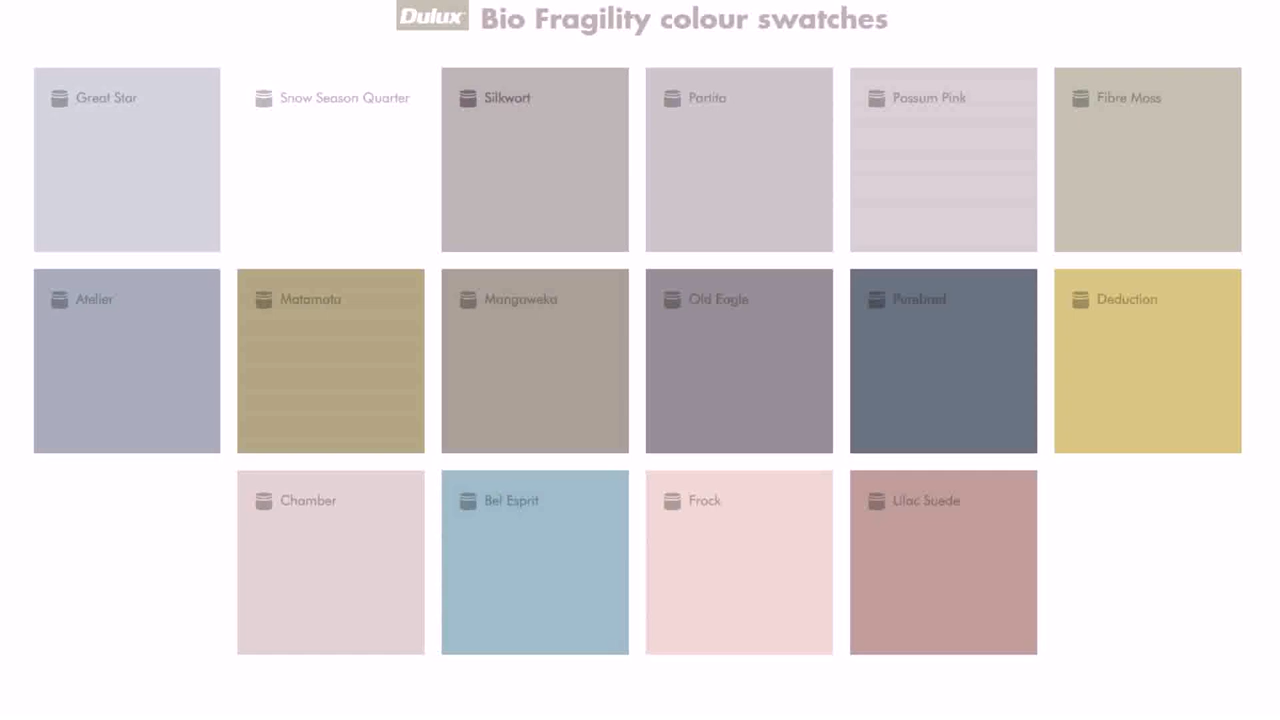 Dulux Bio Fragility colour swatches
Great Star
Snow Season Quarter
Silkwort
Partita
Possum Pink
Fibre Moss
Atelier
Matamata
Mangaweka
Old Eagle
Purebred
Deduction
Chamber
Bel Esprit
Frock
Lilac Suede